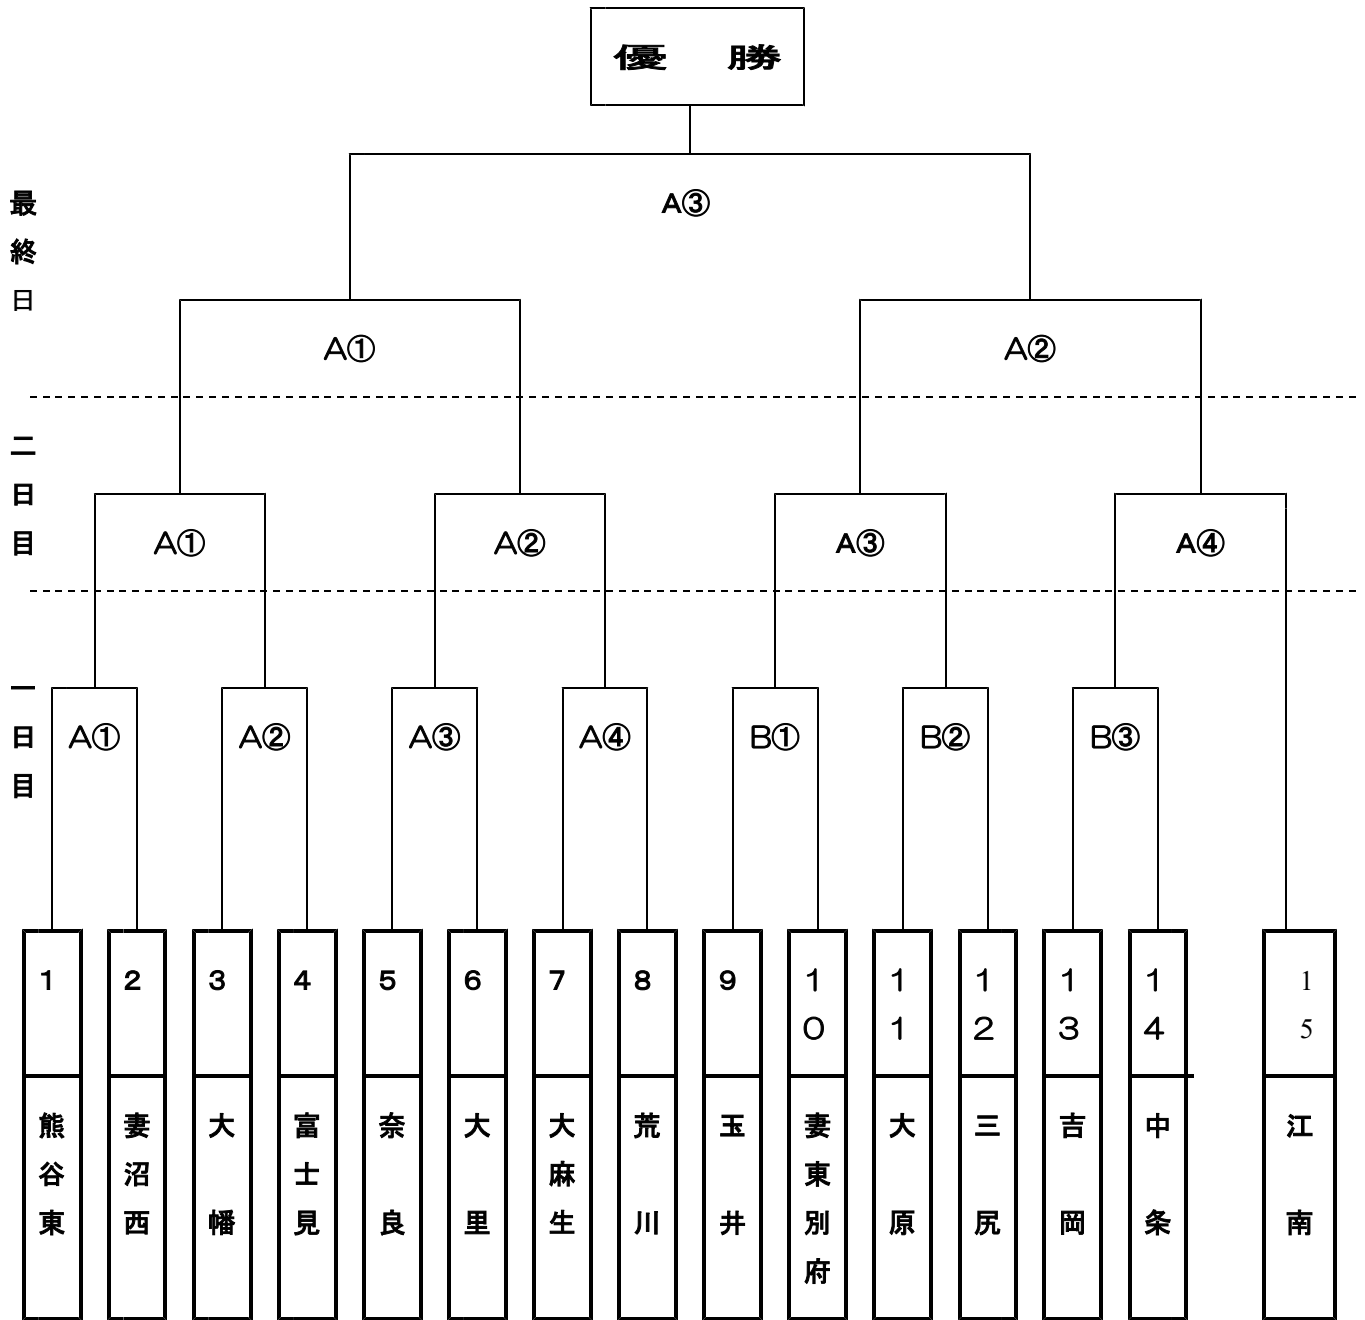 優　勝
最終日
A③
A①
A②
二日目
A①
A②
A③
A④
一日目
A①
A②
A③
A④
B①
B②
B③
1
2
3
4
5
6
7
8
9
10
11
12
13
14
15
熊谷東
妻沼西
大幡
富士見
奈良
大里
大麻生
荒川
玉井
妻東別府
大原
三尻
吉岡
中条
江南